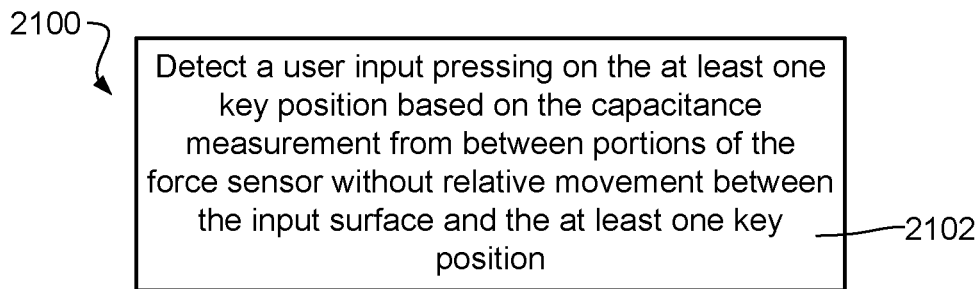 2100
Detect a user input pressing on the at least one
key position based on the capacitance
measurement from between portions of the
force sensor without relative movement between
the input surface and the at least one key
position
2102